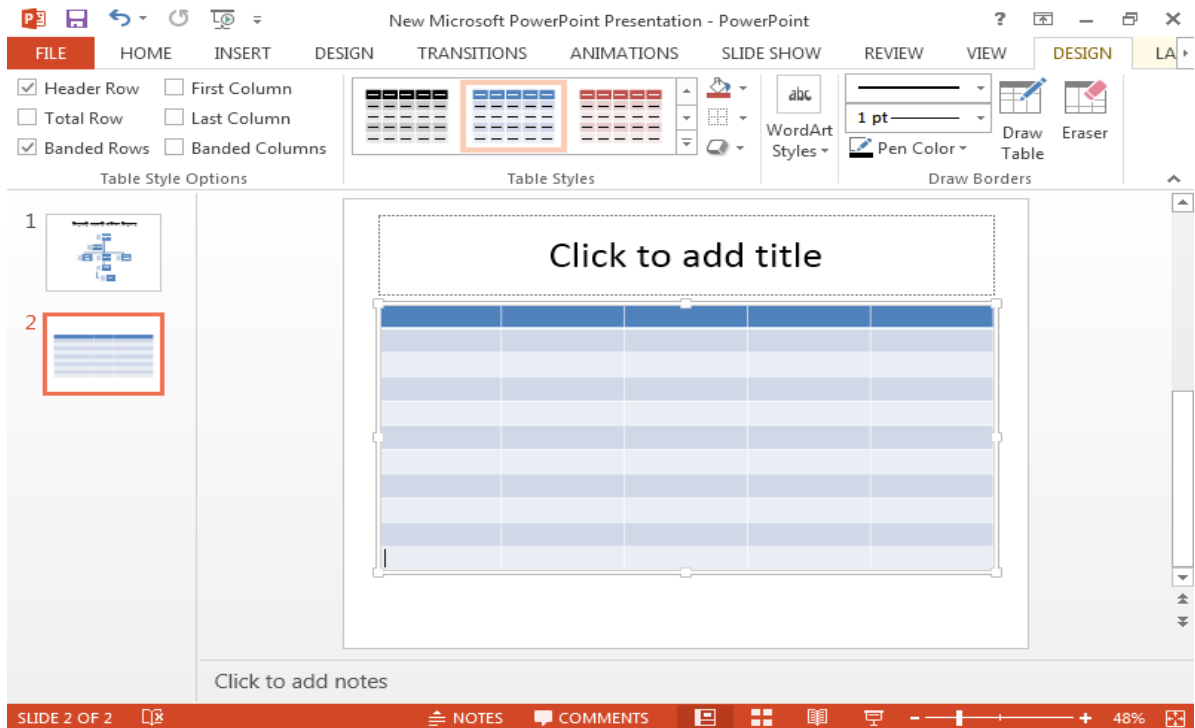 New Microsoft PowerPoint Presentation - PowerPoint
?
FILE HOME INSERT DESIGN TRANSITIONS ANIMATIONS SLIDE SHOW REVIEW VIEW DESIGN LA
Header Row First Column
Total Row Last Column
Banded Rows Banded Columns
Table Style Options
Table Styles
abc
WordArt
Styles
1 pt
Pen Color
Draw
Table
Eraser
Draw Borders
1
2
Click to add title
Click to add notes
SLIDE 2 OF 2 NOTES COMMENTS 48%